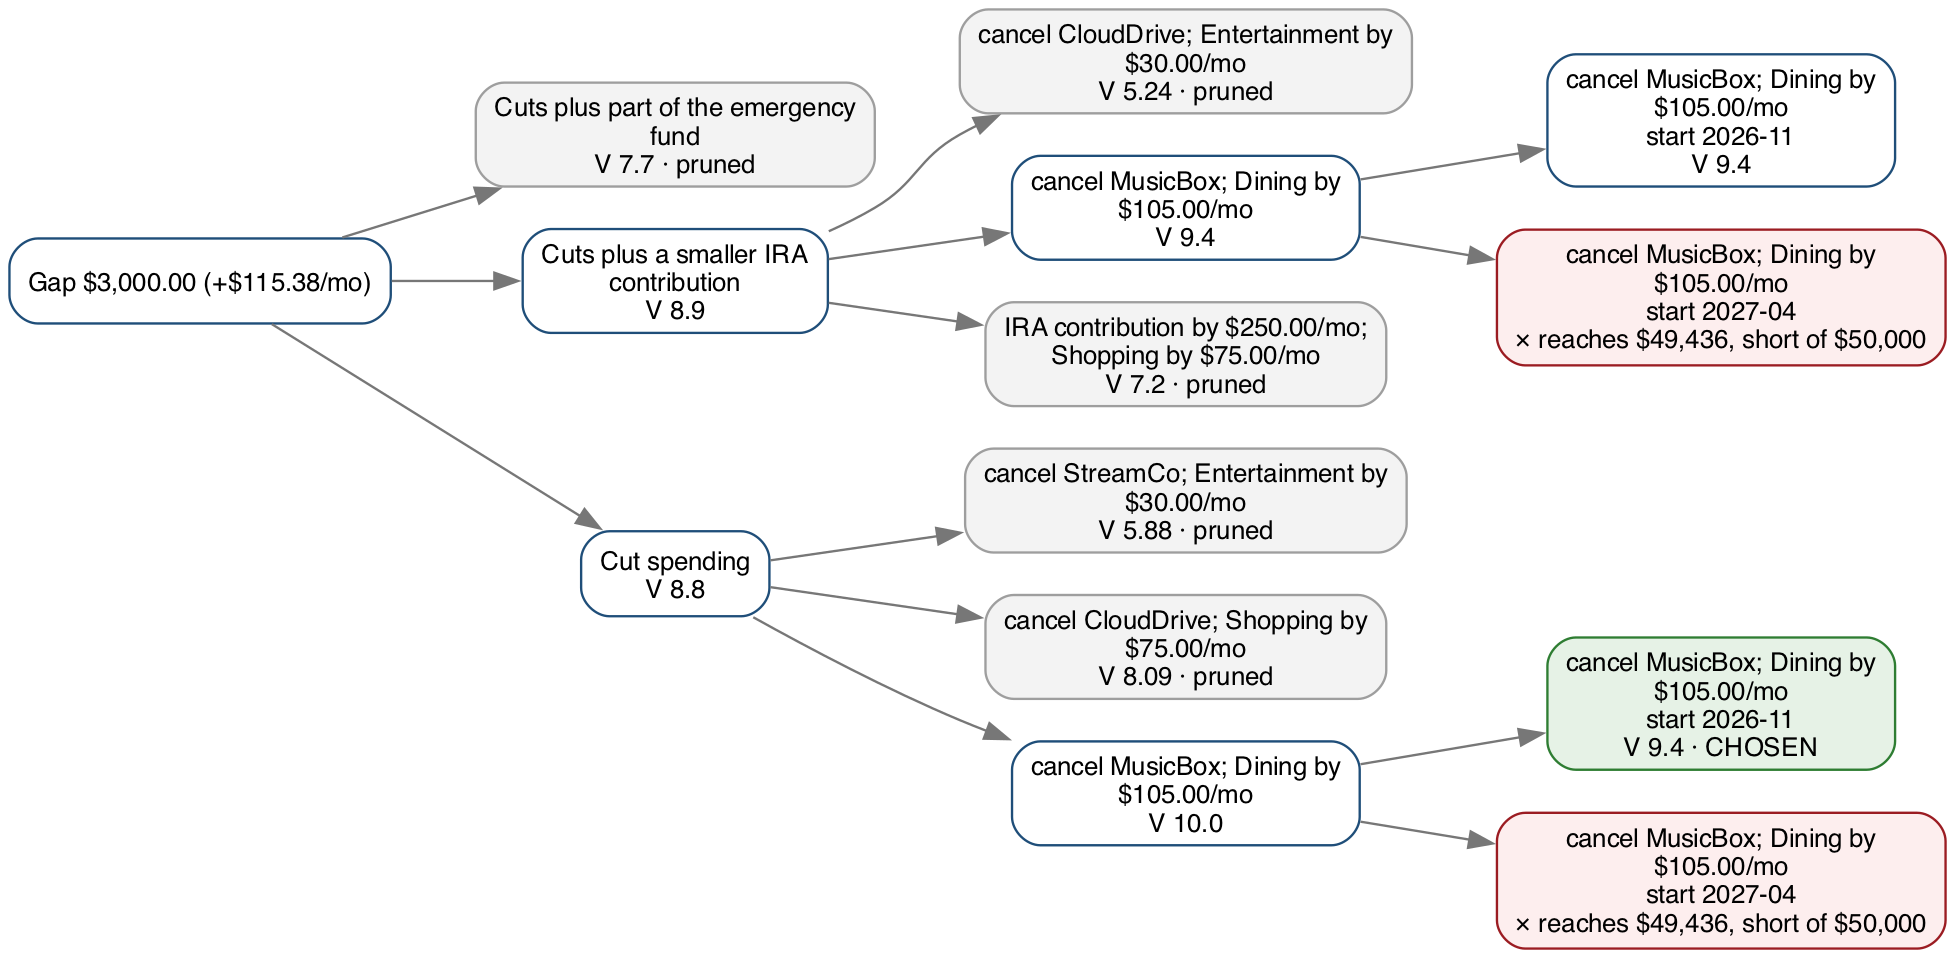 Gap $3,000.00 (+$115.38/mo)
Cuts plus part of the emergency
fund
V 7.7 · pruned
Cuts plus a smaller IRA
contribution
V 8.9
Cut spending
V 8.8
cancel CloudDrive; Entertainment by
$30.00/mo
V 5.24 · pruned
cancel MusicBox; Dining by
$105.00/mo
V 9.4
IRA contribution by $250.00/mo;
Shopping by $75.00/mo
V 7.2 · pruned
cancel StreamCo; Entertainment by
$30.00/mo
V 5.88 · pruned
cancel CloudDrive; Shopping by
$75.00/mo
V 8.09 · pruned
cancel MusicBox; Dining by
$105.00/mo
V 10.0
cancel MusicBox; Dining by
$105.00/mo
start 2026-11
V 9.4
cancel MusicBox; Dining by
$105.00/mo
start 2027-04
× reaches $49,436, short of $50,000
cancel MusicBox; Dining by
$105.00/mo
start 2026-11
V 9.4 · CHOSEN
cancel MusicBox; Dining by
$105.00/mo
start 2027-04
× reaches $49,436, short of $50,000